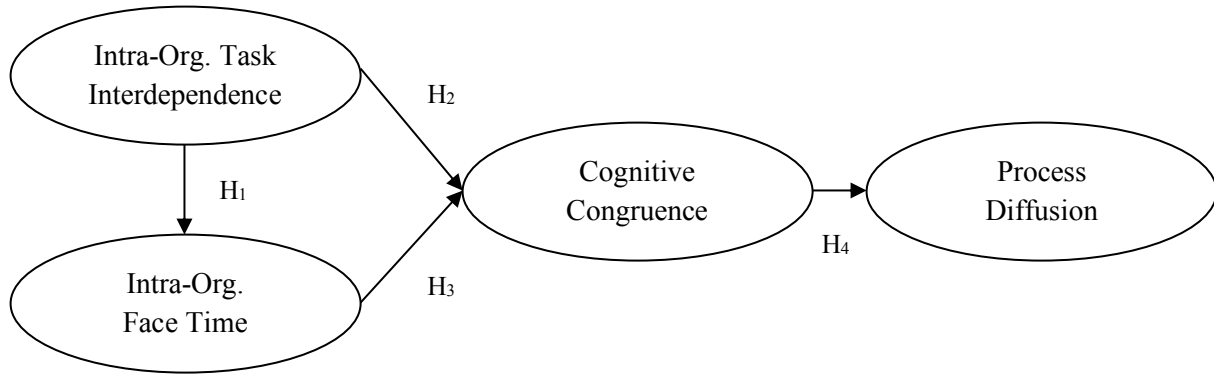 Intra-Org. Task
Interdependence
H₂
Cognitive
Congruence
Process
Diffusion
H₁
H₄
Intra-Org.
Face Time
H₃